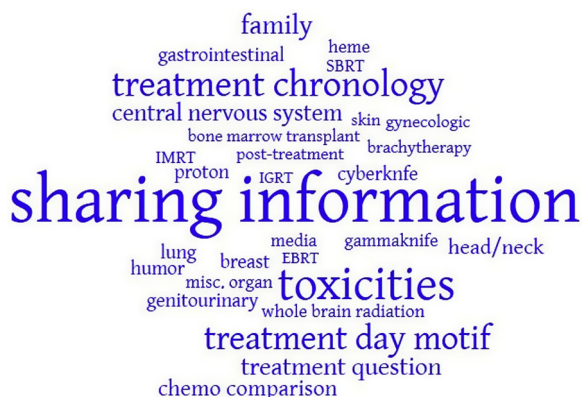 family
gastrointestinal heme
SBRT
treatment chronology
central nervous system skin gynecologic
bone marrow transplant brachytherapy
IMRT post-treatment
proton IGRT cyberknfe
sharing information
media gammaknife head/neck
lung breast EBRT
humor misc. organ toxicities
genitourinary
whole brain radiation
treatment day motif
treatment question
chemo comparison